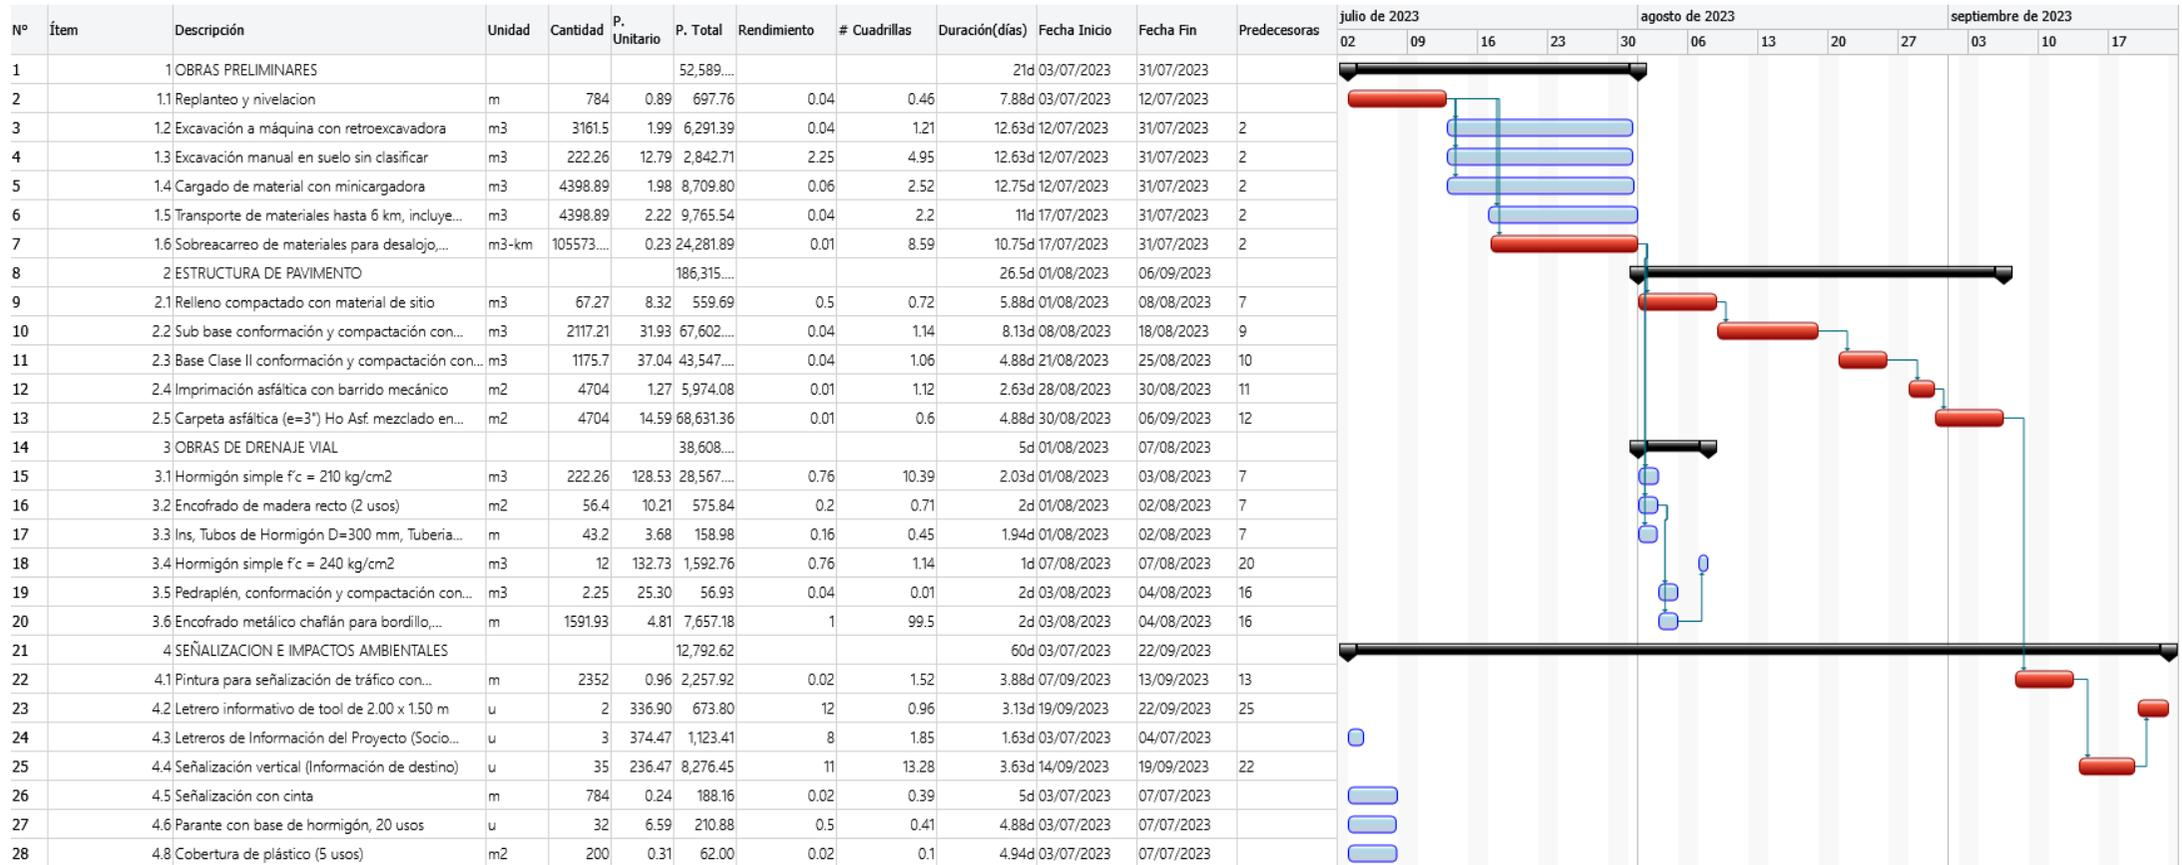 Nº Ítem Descripción Unidad Cantidad P. Unitario P. Total Rendimiento # Cuadrillas Duración(días) Fecha Inicio Fecha Fin Predecesoras julio de 2023 agosto de 2023 septiembre de 2023
02 09 16 23 30 06 13 20 27 03 10 17
1 1 OBRAS PRELIMINARES 52,589.... 21d 03/07/2023 31/07/2023
2 1.1 Replanteo y nivelacion m 784 0.89 697.76 0.04 0.46 7.88d 03/07/2023 12/07/2023
3 1.2 Excavación a máquina con retroexcavadora m3 3161.5 1.99 6,291.39 0.04 1.21 12.63d 12/07/2023 31/07/2023 2
4 1.3 Excavación manual en suelo sin clasificar m3 222.26 12.79 2,842.71 2.25 4.95 12.63d 12/07/2023 31/07/2023 2
5 1.4 Cargado de material con minicargadora m3 4398.89 1.98 8,709.80 0.06 2.52 12.75d 12/07/2023 31/07/2023 2
6 1.5 Transporte de materiales hasta 6 km, incluye... m3 4398.89 2.22 9,765.54 0.04 2.2 11d 17/07/2023 31/07/2023 2
7 1.6 Sobreacarreo de materiales para desalojo,... m3-km 105573.... 0.23 24,281.89 0.01 8.59 10.75d 17/07/2023 31/07/2023 2
8 2 ESTRUCTURA DE PAVIMENTO 186,315.... 26.5d 01/08/2023 06/09/2023
9 2.1 Relleno compactado con material de sitio m3 67.27 8.32 559.69 0.5 0.72 5.88d 01/08/2023 08/08/2023 7
10 2.2 Sub base conformación y compactación con... m3 2117.21 31.93 67,602.... 0.04 1.14 8.13d 08/08/2023 18/08/2023 9
11 2.3 Base Clase II conformación y compactación con... m3 1175.7 37.04 43,547.... 0.04 1.06 4.88d 21/08/2023 25/08/2023 10
12 2.4 Imprimación asfáltica con barrido mecánico m2 4704 1.27 5,974.08 0.01 1.12 2.63d 28/08/2023 30/08/2023 11
13 2.5 Carpeta asfáltica (e=3") Ho Asf. mezclado en... m2 4704 14.59 68,631.36 0.01 0.6 4.88d 30/08/2023 06/09/2023 12
14 3 OBRAS DE DRENAJE VIAL 38,608.... 5d 01/08/2023 07/08/2023
15 3.1 Hormigón simple f´c = 210 kg/cm2 m3 222.26 128.53 28,567.... 0.76 10.39 2.03d 01/08/2023 03/08/2023 7
16 3.2 Encofrado de madera recto (2 usos) m2 56.4 10.21 575.84 0.2 0.71 2d 01/08/2023 02/08/2023 7
17 3.3 Ins, Tubos de Hormigón D=300 mm, Tuberia... m 43.2 3.68 158.98 0.16 0.45 1.94d 01/08/2023 02/08/2023 7
18 3.4 Hormigón simple f´c = 240 kg/cm2 m3 12 132.73 1,592.76 0.76 1.14 1d 07/08/2023 07/08/2023 20
19 3.5 Pedraplén, conformación y compactación con... m3 2.25 25.30 56.93 0.04 0.01 2d 03/08/2023 04/08/2023 16
20 3.6 Encofrado metálico chaflán para bordillo,... m 1591.93 4.81 7,657.18 1 99.5 2d 03/08/2023 04/08/2023 16
21 4 SEÑALIZACION E IMPACTOS AMBIENTALES 12,792.62 60d 03/07/2023 22/09/2023
22 4.1 Pintura para señalización de tráfico con... m 2352 0.96 2,257.92 0.02 1.52 3.88d 07/09/2023 13/09/2023 13
23 4.2 Letrero informativo de tool de 2.00 x 1.50 m u 2 336.90 673.80 12 0.96 3.13d 19/09/2023 22/09/2023 25
24 4.3 Letreros de Información del Proyecto (Socio... u 3 374.47 1,123.41 8 1.85 1.63d 03/07/2023 04/07/2023
25 4.4 Señalización vertical (Información de destino) u 35 236.47 8,276.45 11 13.28 3.63d 14/09/2023 19/09/2023 22
26 4.5 Señalización con cinta m 784 0.24 188.16 0.02 0.39 5d 03/07/2023 07/07/2023
27 4.6 Parante con base de hormigón, 20 usos u 32 6.59 210.88 0.5 0.41 4.88d 03/07/2023 07/07/2023
28 4.8 Cobertura de plástico (5 usos) m2 200 0.31 62.00 0.02 0.1 4.94d 03/07/2023 07/07/2023